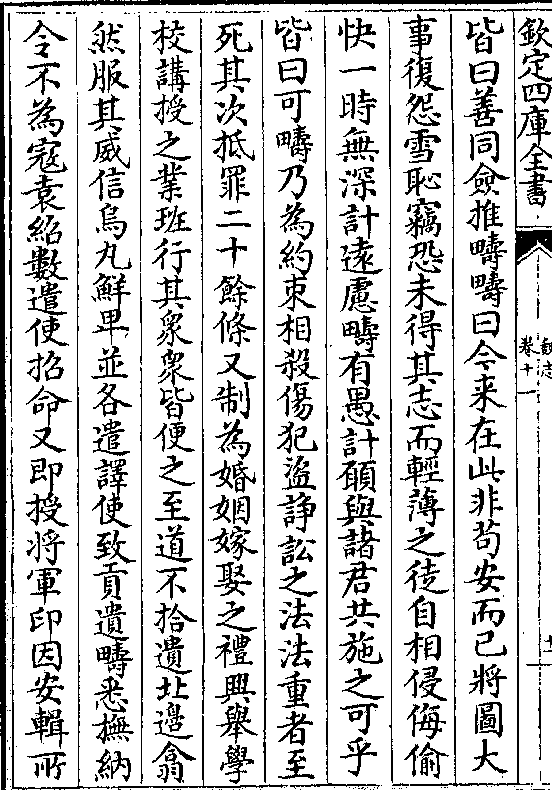 欽定四庫全書
魏志
卷十一
皆曰善同僉推疇疇曰今来在此非苟安而已將圖大
事復怨雪恥竊恐未得其志而輕薄之徒自相侵侮偷
快一時無深計遠慮疇有愚計願與諸君共施之可乎
皆曰可疇乃為約束相殺傷犯盜諍訟之法法重者至
死其次抵罪二十餘條又制為婚姻嫁娶之禮興舉學
校講授之業班行其衆衆皆便之至道不拾遺北邊翕
然服其威信烏丸鮮卑並各遣譯使致貢遺疇悉撫納
令不為寇袁紹數遣使招命又即授將軍印因安輯所